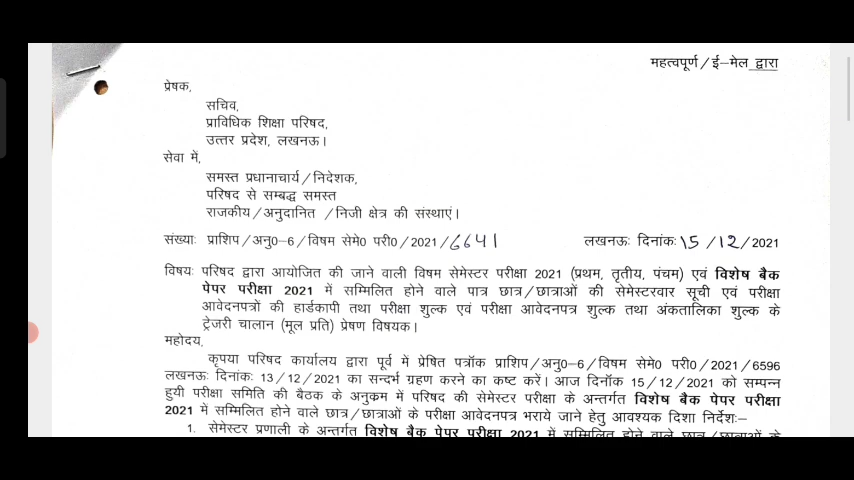 महत्वपूर्ण / ई–मेल द्वारा
प्रेषक,
सचिव,
प्राविधिक शिक्षा परिषद,
उत्तर प्रदेश, लखनऊ।
सेवा में,
समस्त प्रधानाचार्य / निदेशक,
परिषद से सम्बद्ध समस्त
राजकीय / अनुदानित / निजी क्षेत्र की संस्थाएं।
संख्याः प्राशिप / अनु0–6 / विषम सेमे0 परी0 / 2021 / 6641 लखनऊः दिनांकः 15 / 12 / 2021
विषयः परिषद द्वारा आयोजित की जाने वाली विषम सेमेस्टर परीक्षा 2021 (प्रथम, तृतीय, पंचम) एवं विशेष बैक
पेपर परीक्षा 2021 में सम्मिलित होने वाले पात्र छात्र / छात्राओं की सेमेस्टरवार सूची एवं परीक्षा
आवेदनपत्रों की हार्डकापी तथा परीक्षा शुल्क एवं परीक्षा आवेदनपत्र शुल्क तथा अंकतालिका शुल्क के
ट्रेजरी चालान (मूल प्रति) प्रेषण विषयक।
महोदय,
कृपया परिषद कार्यालय द्वारा पूर्व में प्रेषित पत्रॉक प्राशिप / अनु0–6 / विषम सेमे0 परी0 / 2021 / 6596
लखनऊः दिनांकः 13 / 12 / 2021 का सन्दर्भ ग्रहण करने का कष्ट करें। आज दिनॉक 15 / 12 / 2021 को सम्पन्न
हुयी परीक्षा समिति की बैठक के अनुकम में परिषद की सेमेस्टर परीक्षा के अन्तर्गत विशेष बैक पेपर परीक्षा
2021 में सम्मिलित होने वाले छात्र / छात्राओं के परीक्षा आवेदनपत्र भराये जाने हेतु आवश्यक दिशा निर्देशः–
1. सेमेस्टर प्रणाली के अन्तर्गत विशेष बैक पेपर परीक्षा 2021 में सम्मिलित होने वाले छात्र / छात्राओं के